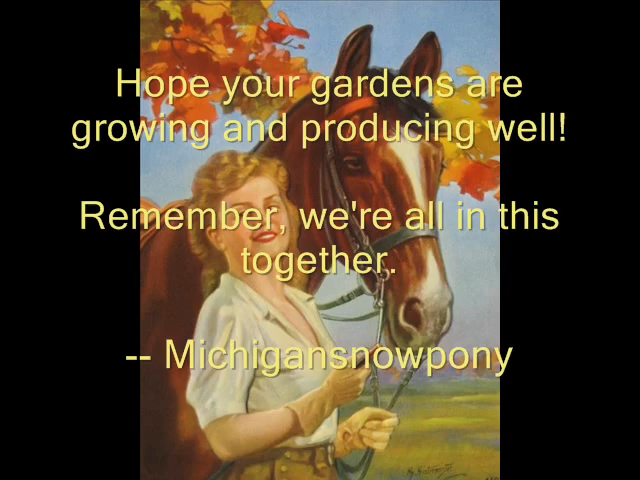 Hope your gardens are
growing and producing well!
Remember, we're all in this
together.
-- Michigansnowpony